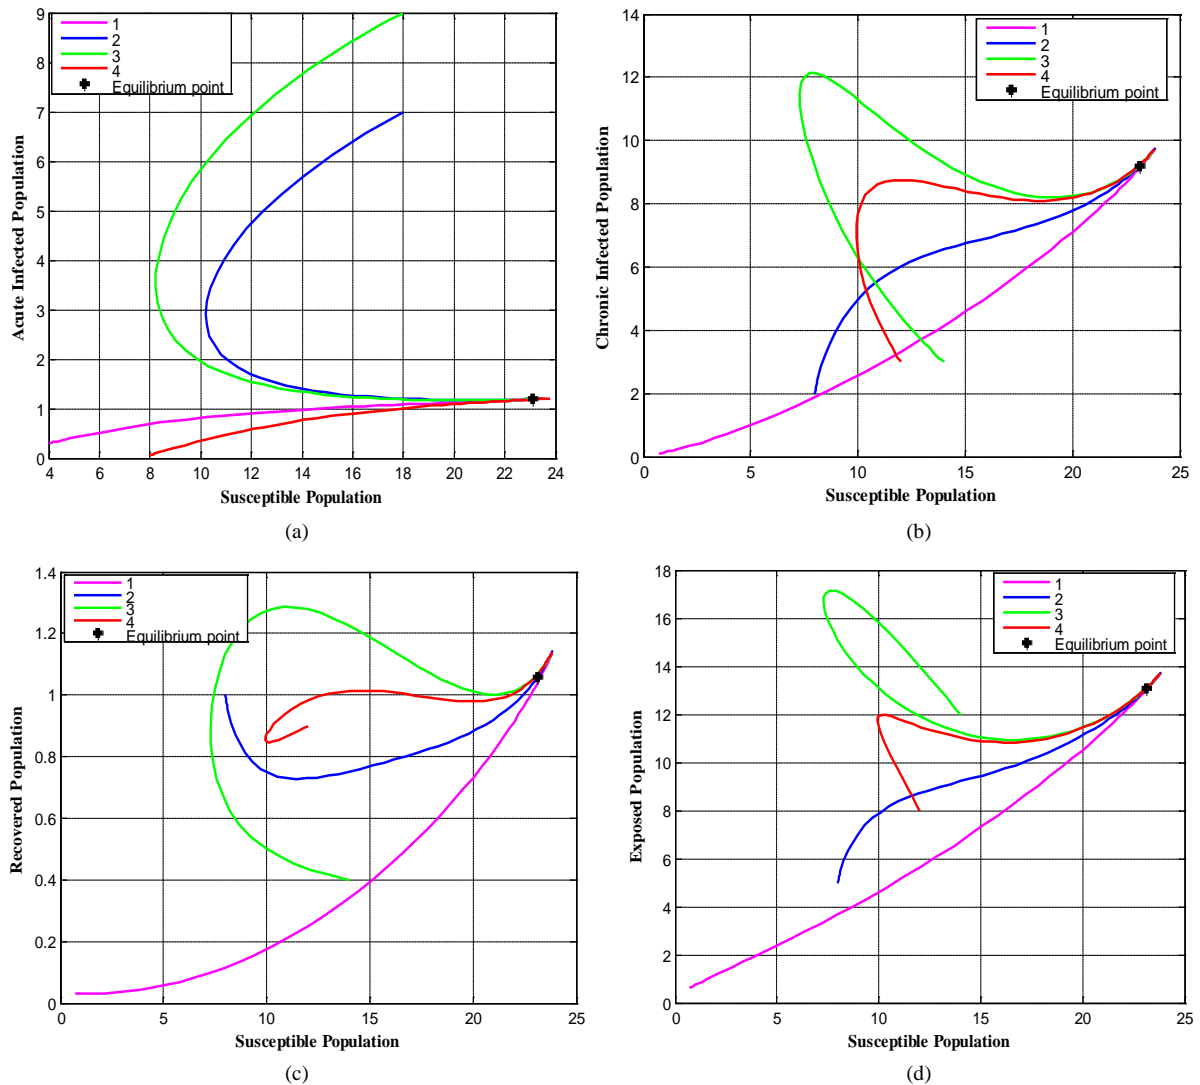 9
8
7
6
5
4
3
2
1
0
Acute Infected Population
1
2
3
4
Equilibrium point
4 6 8 10 12 14 16 18 20 22 24
Susceptible Population
(a)
14
12
10
8
6
4
2
0
Chronic Infected Population
1
2
3
4
Equilibrium point
0 5 10 15 20 25
Susceptible Population
(b)
1.4
1.2
1
0.8
0.6
0.4
0.2
0
Recovered Population
1
2
3
4
Equilibrium point
0 5 10 15 20 25
Susceptible Population
(c)
18
16
14
12
10
8
6
4
2
0
Exposed Population
1
2
3
4
Equilibrium point
0 5 10 15 20 25
Susceptible Population
(d)